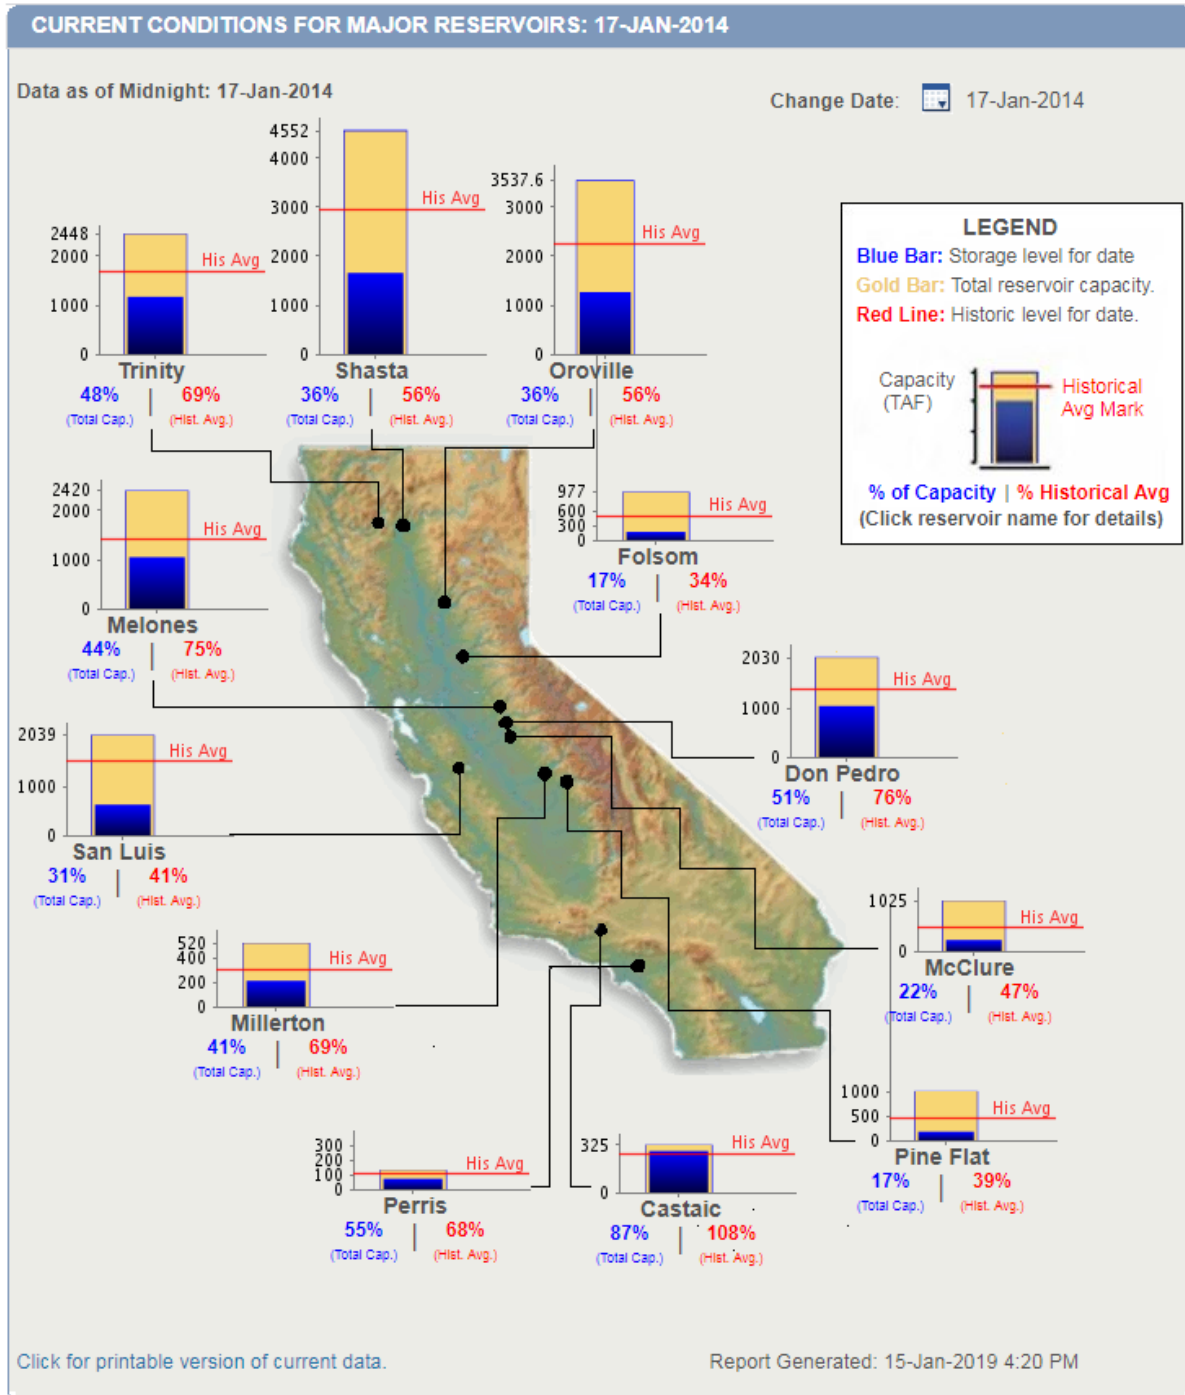 CURRENT CONDITIONS FOR MAJOR RESERVOIRS: 17-JAN-2014
Data as of Midnight: 17-Jan-2014
Change Date: 17-Jan-2014
4552
4000
3000
2000
1000
0
His Avg
Shasta
36% | 56%
(Total Cap.) (Hist. Avg.)
3537.6
3000
2000
1000
0
His Avg
Oroville
36% | 56%
(Total Cap.) (Hist. Avg.)
2448
2000
1000
0
His Avg
Trinity
48% | 69%
(Total Cap.) (Hist. Avg.)
LEGEND
Blue Bar: Storage level for date
Gold Bar: Total reservoir capacity.
Red Line: Historic level for date.
Capacity
(TAF)
Historical
Avg Mark
% of Capacity | % Historical Avg
(Click reservoir name for details)
2420
2000
1000
0
His Avg
Melones
44% | 75%
(Total Cap.) (Hist. Avg.)
977
600
300
0
His Avg
Folsom
17% | 34%
(Total Cap.) (Hist. Avg.)
2030
1000
0
His Avg
Don Pedro
51% | 76%
(Total Cap.) (Hist. Avg.)
2039
1000
0
His Avg
San Luis
31% | 41%
(Total Cap.) (Hist. Avg.)
1025
0
His Avg
McClure
22% | 47%
(Total Cap.) (Hist. Avg.)
520
400
200
0
His Avg
Millerton
41% | 69%
(Total Cap.) (Hist. Avg.)
1000
500
0
His Avg
Pine Flat
17% | 39%
(Total Cap.) (Hist. Avg.)
300
200
100
0
His Avg
Perris
55% | 68%
(Total Cap.) (Hist. Avg.)
325
0
His Avg
Castaic
87% | 108%
(Total Cap.) (Hist. Avg.)
Click for printable version of current data.
Report Generated: 15-Jan-2019 4:20 PM